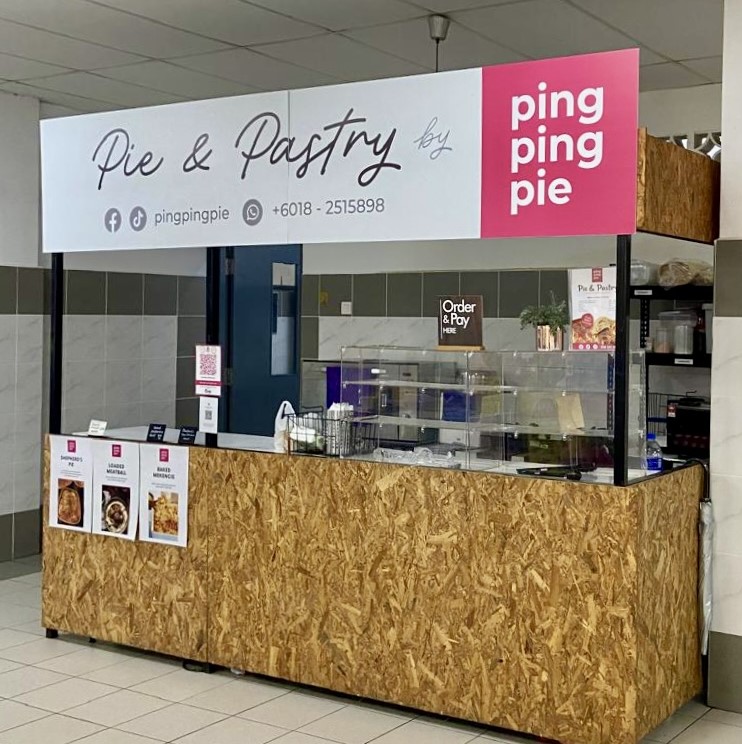 Pie & Pastry by
pingpingpie +6018 - 2515898
ping
ping
pie
Order
& Pay
HERE
Pie & Pastry
SHEPHERD'S
PIE
LOADED
MEATBALL
BAKED